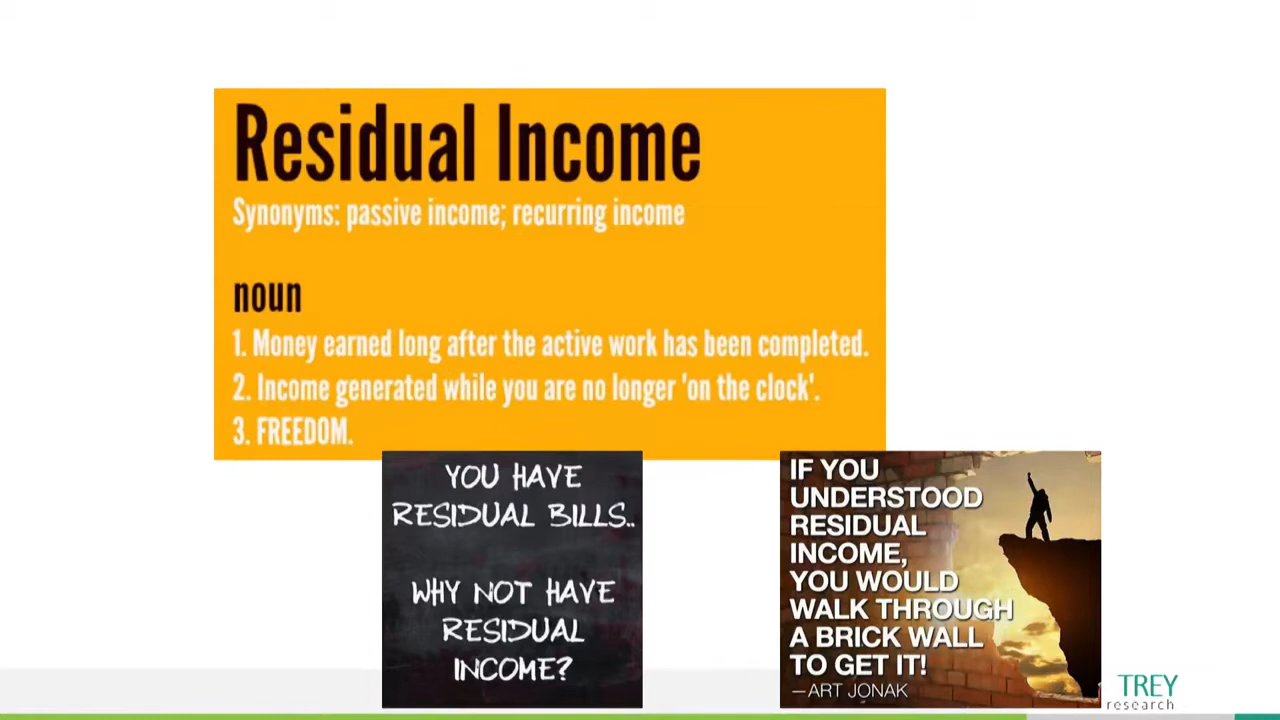 Residual Income
Synonyms: passive income; recurring income
noun
1. Money earned long after the active work has been completed.
2. Income generated while you are no longer 'on the clock'.
3. FREEDOM.
YOU HAVE
RESIDUAL BILLS..
WHY NOT HAVE
RESIDUAL
INCOME?
IF YOU
UNDERSTOOD
RESIDUAL
INCOME,
YOU WOULD
WALK THROUGH
A BRICK WALL
TO GET IT!
—ART JONAK
TREY
research